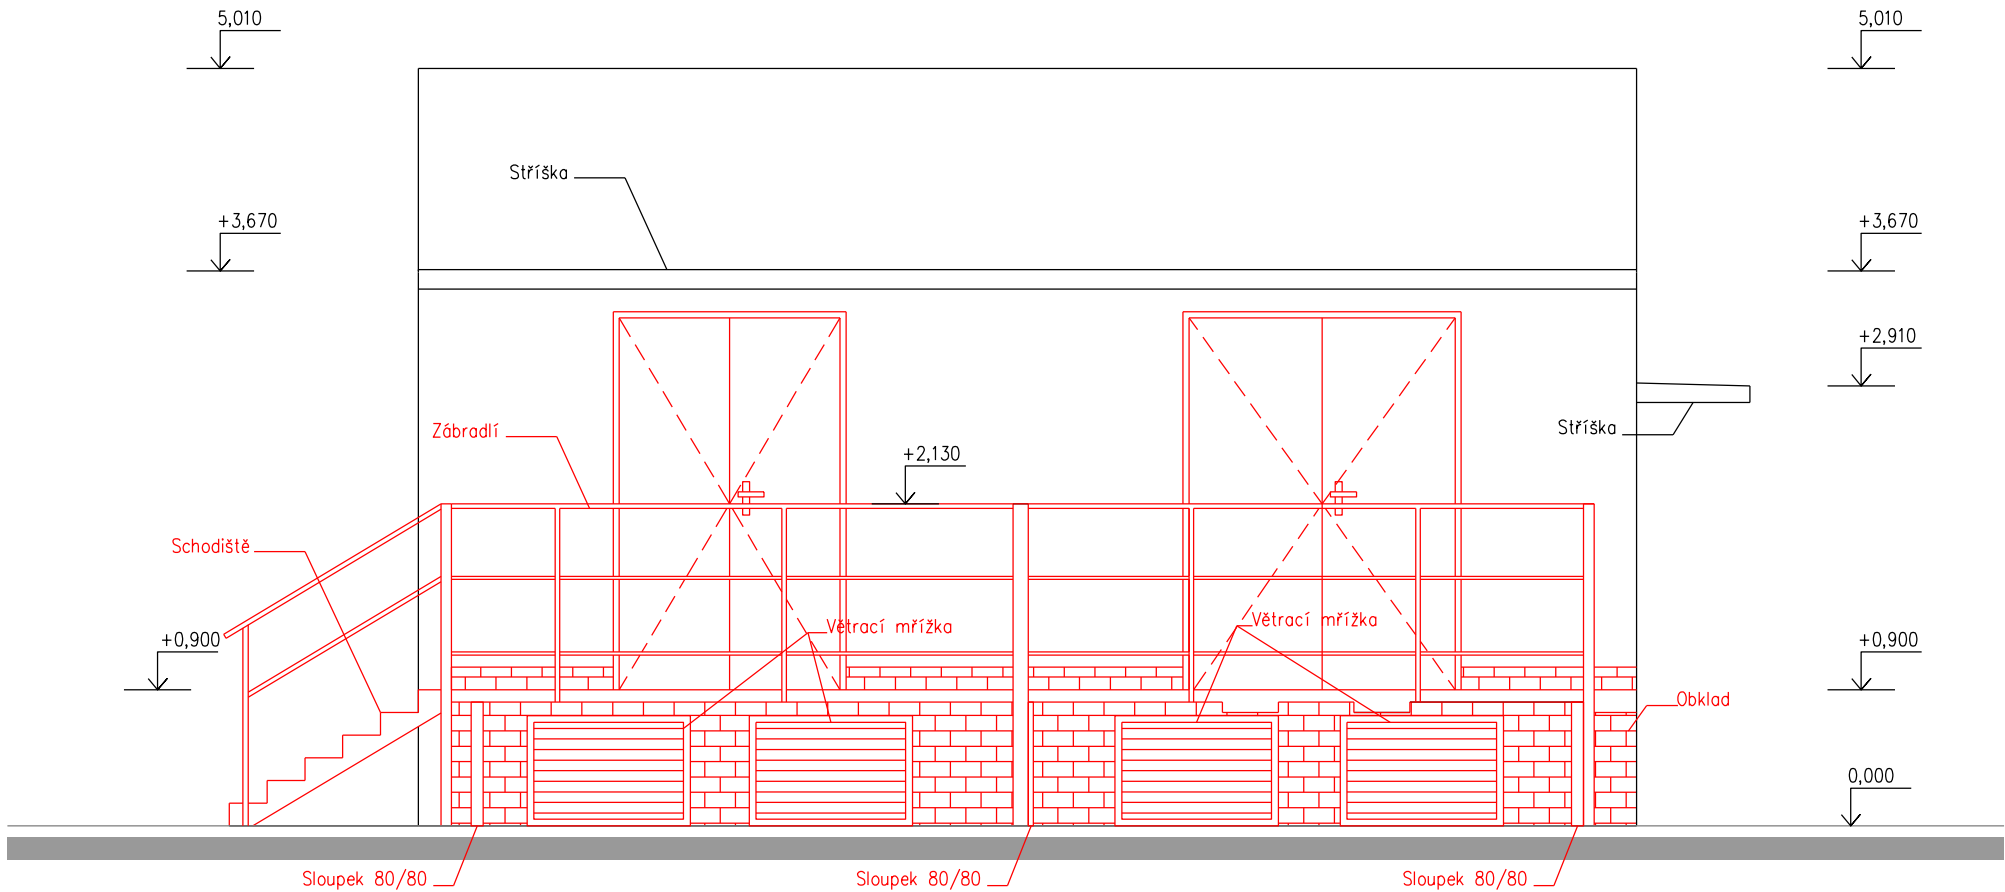 5,010
5,010
Stříška
+3,670
+3,670
+2,910
Stříška
Zábradlí
+2,130
Schodiště
Větrací mřížka
Větrací mřížka
+0,900
+0,900
Obklad
0,000
Sloupek 80/80
Sloupek 80/80
Sloupek 80/80